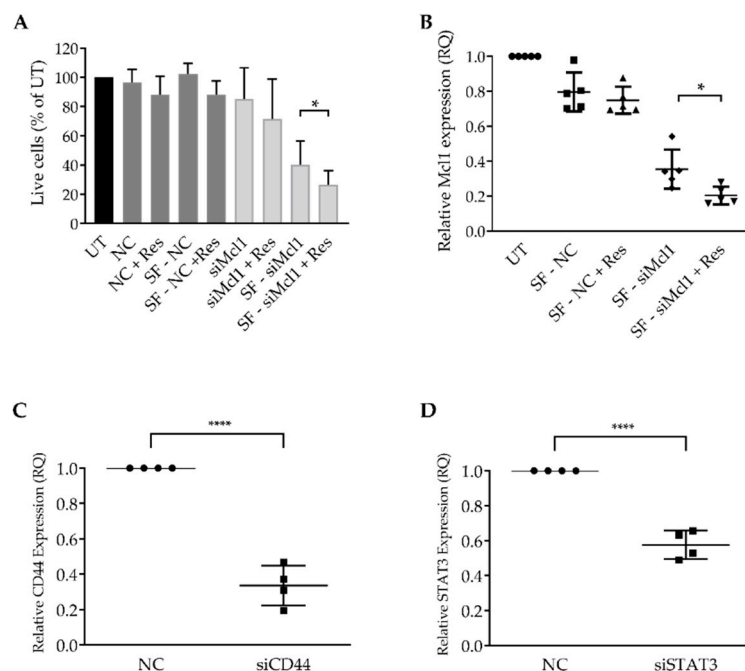 A
Live cells (% of UT)
120
100
80
60
40
20
0
*
UT
NC
NC + Res
SF - NC
SF - NC +Res
siMcl1
siMcl1 + Res
SF - siMcl1
SF - siMcl1 + Res
B
Relative Mcl1 expression (RQ)
1.0
0.8
0.6
0.4
0.2
0.0
*
UT
SF - NC
SF - NC + Res
SF - siMcl1
SF - siMcl1 + Res
C
Relative CD44 Expression (RQ)
****
1.0
0.8
0.6
0.4
0.2
0.0
NC
siCD44
D
Relative STAT3 Expression (RQ)
****
1.0
0.8
0.6
0.4
0.2
0.0
NC
siSTAT3